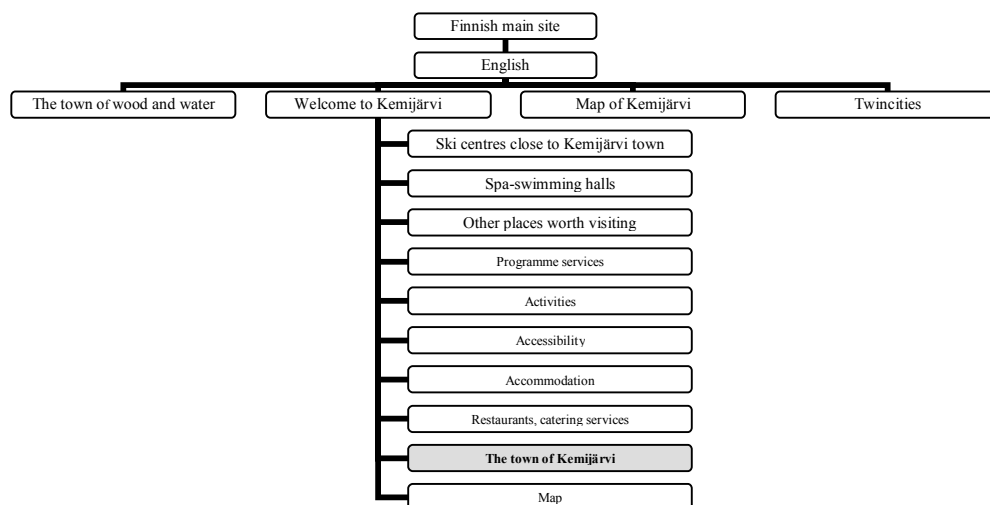 Finnish main site
English
The town of wood and water
Welcome to Kemijärvi
Map of Kemijärvi
Twincities
Ski centres close to Kemijärvi town
Spa-swimming halls
Other places worth visiting
Programme services
Activities
Accessibility
Accommodation
Restaurants, catering services
The town of Kemijärvi
Map